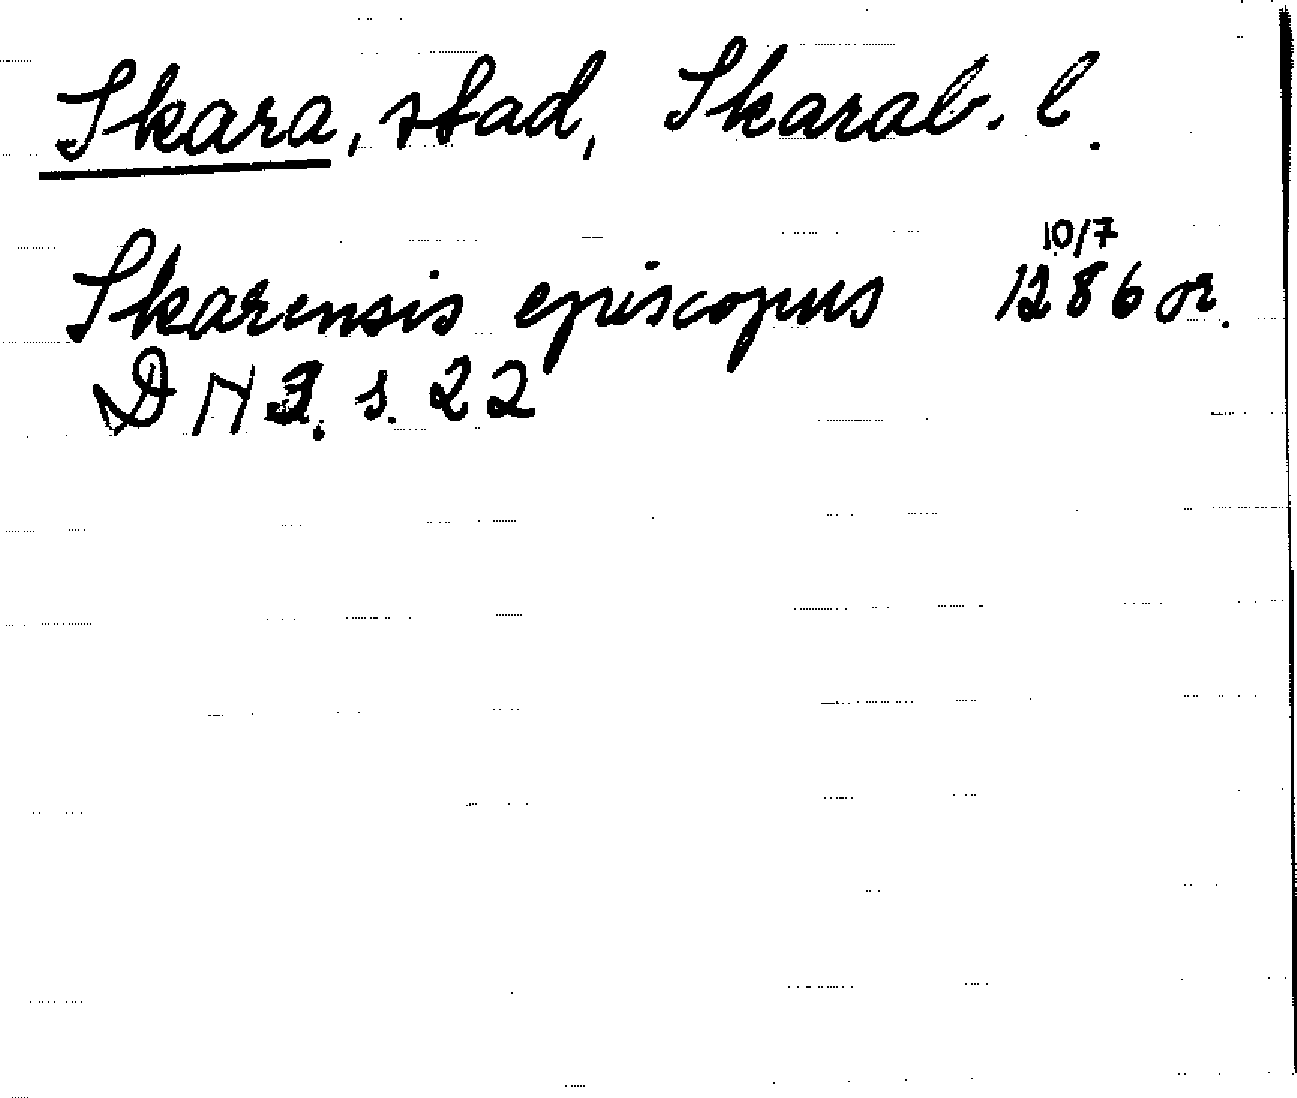 Skara, stad, Skarab. l.
10/7
Skarensis episcopus 1286 or.
DN 3. s. 22